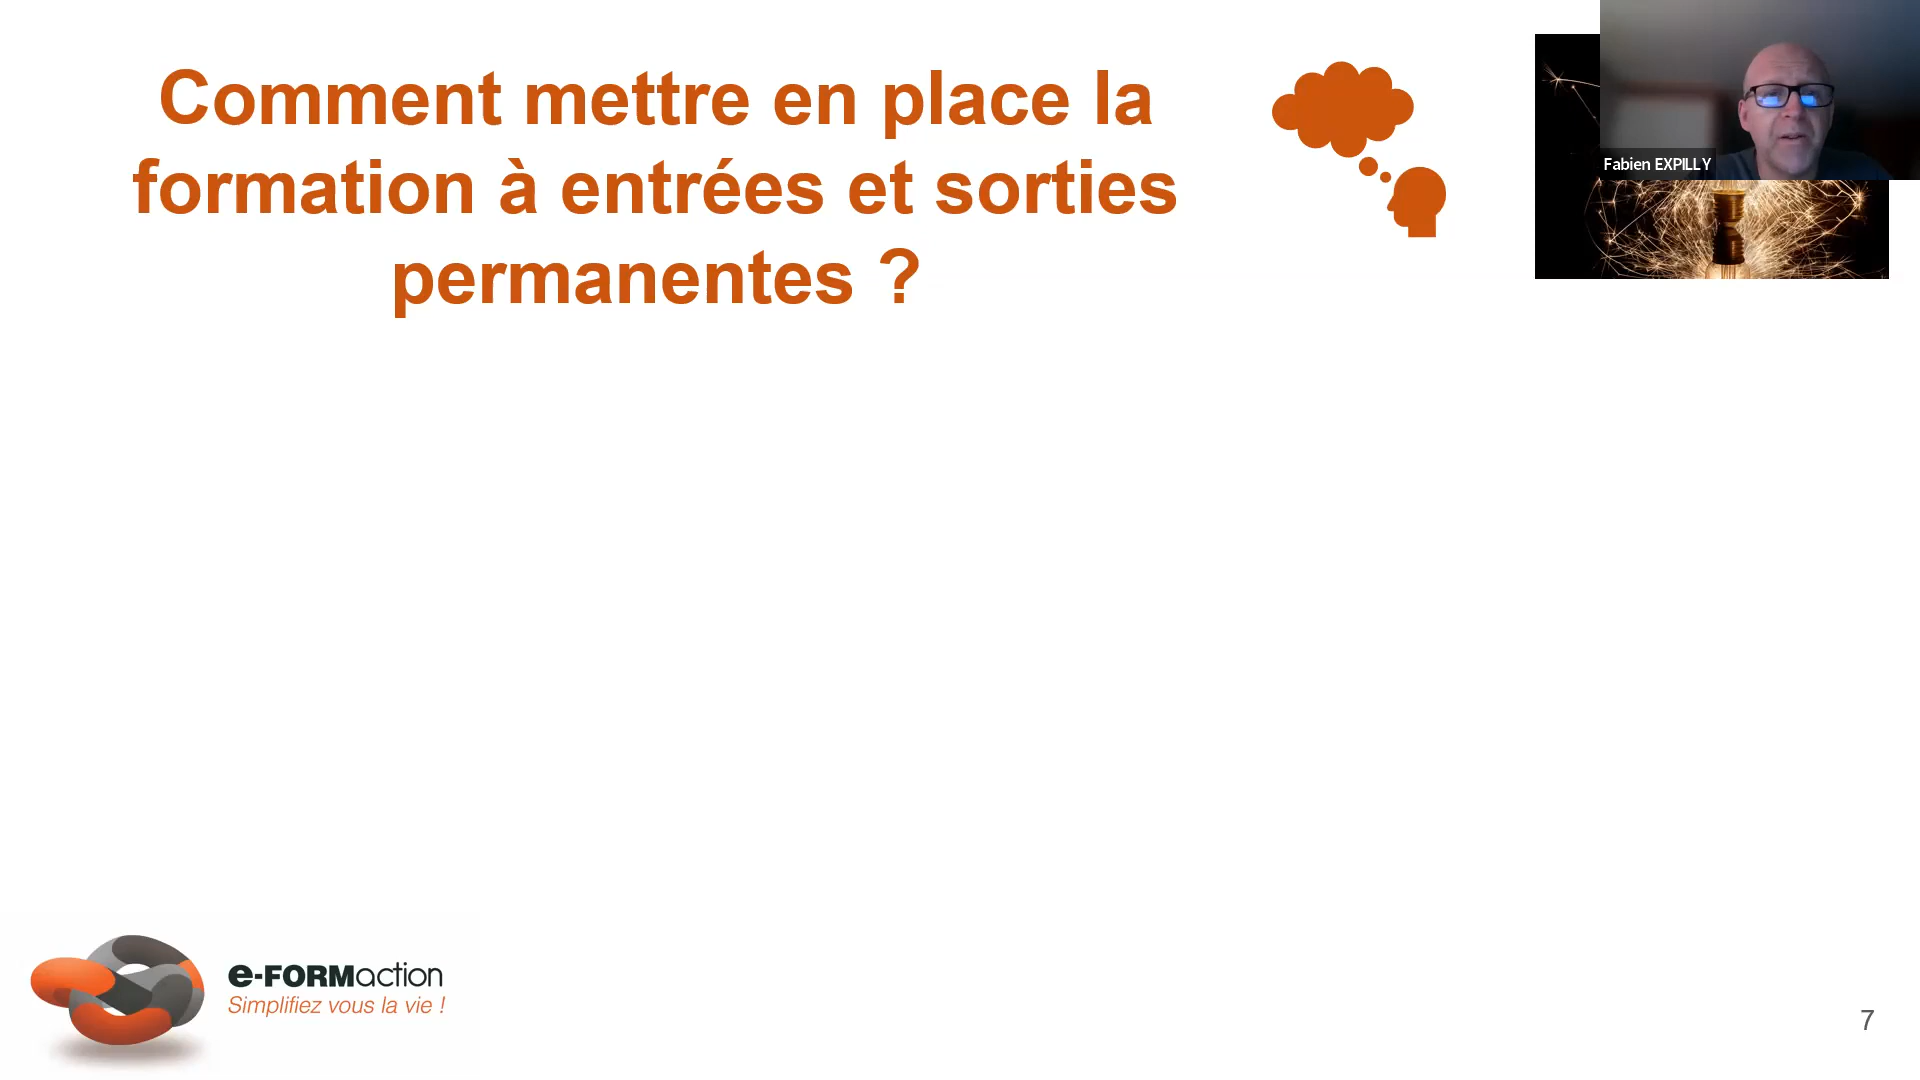 Comment mettre en place la
formation à entrées et sorties
permanentes ?
Fabien EXPILLY
e-FORMaction
Simplifiez vous la vie !
7